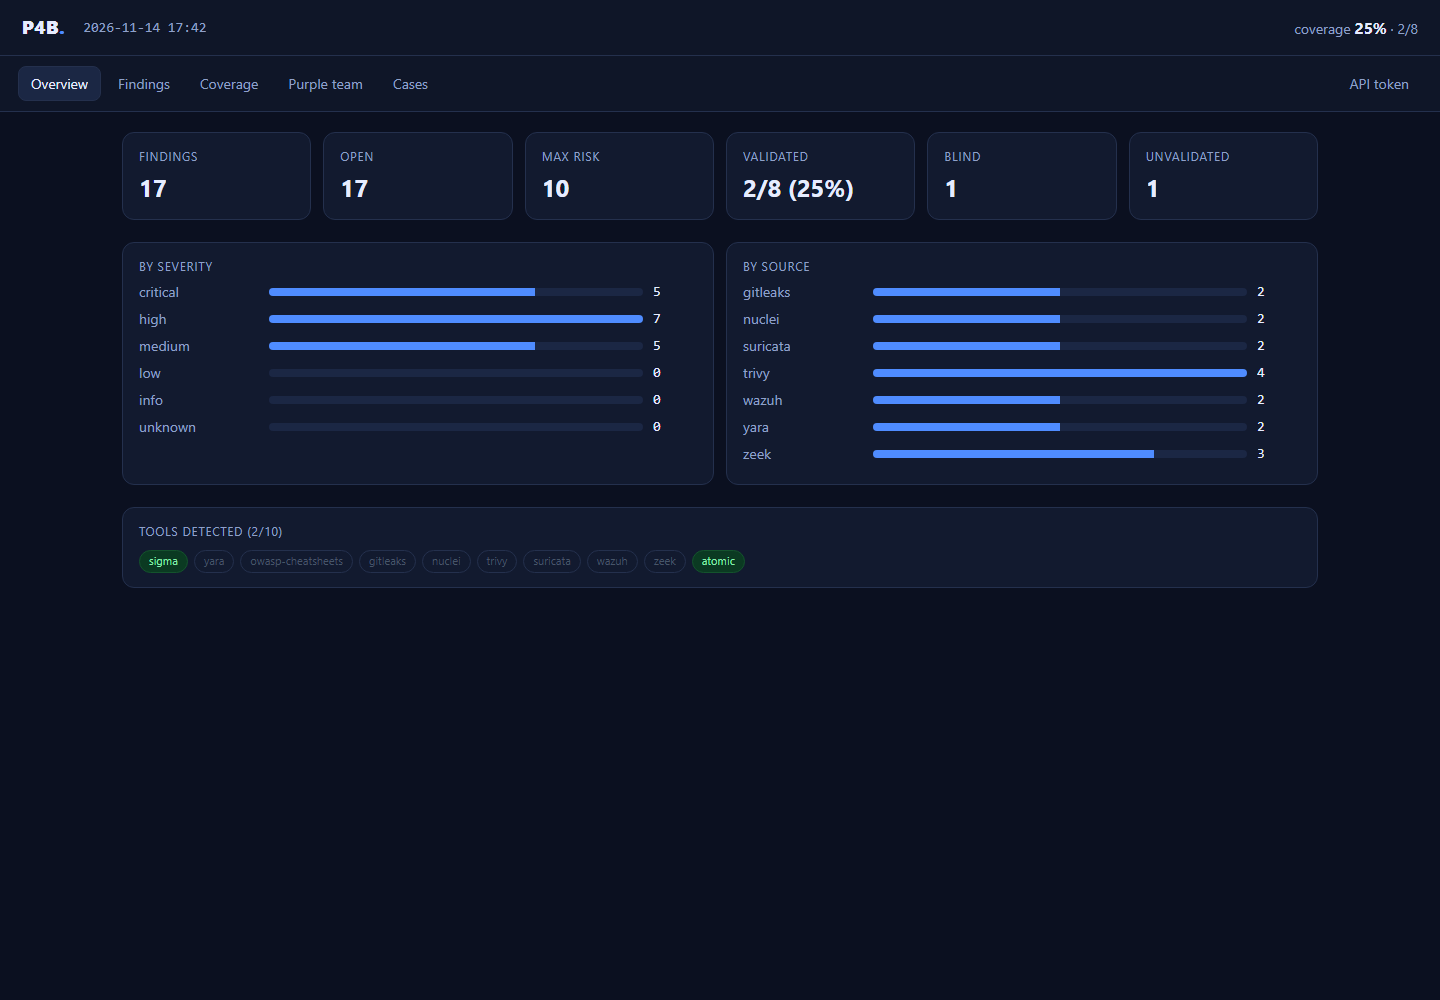 P4B. 2026-11-14 17:42 coverage 25% · 2/8
Overview Findings Coverage Purple team Cases API token
FINDINGS OPEN MAX RISK VALIDATED BLIND UNVALIDATED
17 17 10 2/8 (25%) 1 1
BY SEVERITY
critical 5
high 7
medium 5
low 0
info 0
unknown 0
BY SOURCE
gitleaks 2
nuclei 2
suricata 2
trivy 4
wazuh 2
yara 2
zeek 3
TOOLS DETECTED (2/10)
sigma yara owasp-cheatsheets gitleaks nuclei trivy suricata wazuh zeek atomic